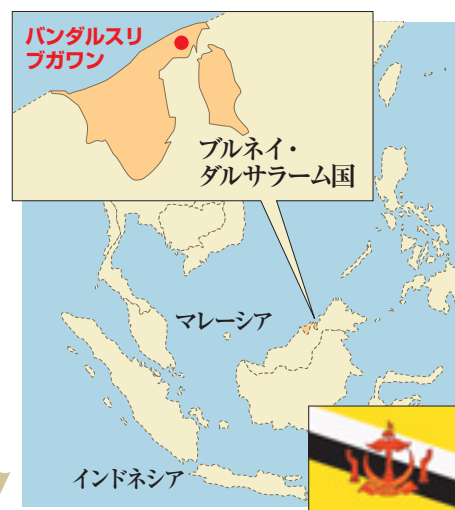 バンダルスリ
ブガワン
ブルネイ・
ダルサラーム国
マレーシア
インドネシア